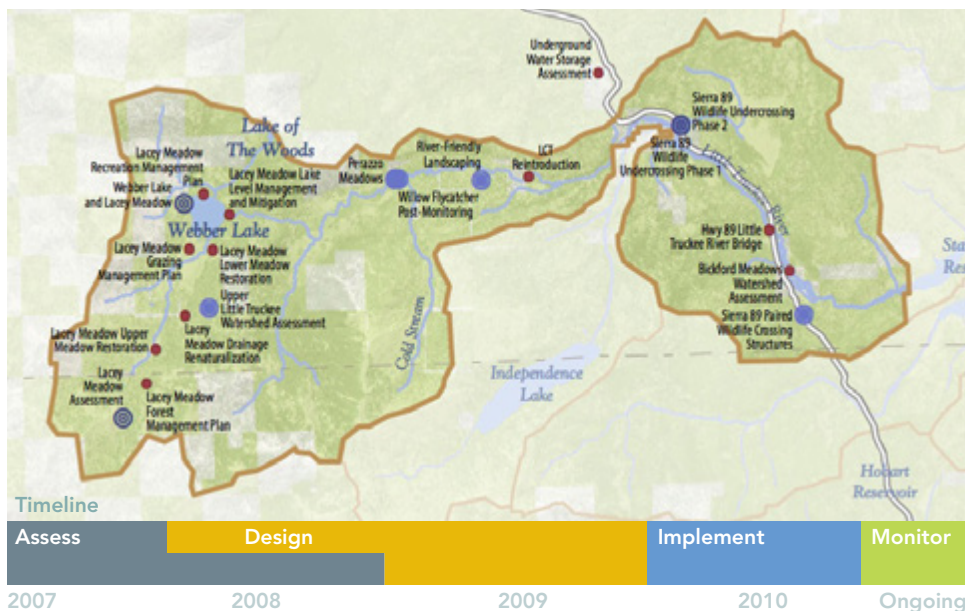 Underground
Water Storage
Assessment
Sierra 89
Wildlife Undercrossing
Phase 2
Sierra 89
Wildlife
Undercrossing Phase 1
Lake of
The Woods
Lacey Meadow
Recreation Management
Plan
Webber Lake
and Lacey Meadow
Lacey Meadow Lake
Level Management
and Mitigation
Perazzo
Meadows
River-Friendly
Landscaping
LCT
Reintroduction
Willow Flycatcher
Post-Monitoring
Webber Lake
Lacey Meadow
Grazing
Management Plan
Lacey Meadow
Lower Meadow
Restoration
Upper
Little Truckee
Watershed Assessment
Lacey
Meadow Drainage
Renaturalization
Lacey Meadow Upper
Meadow Restoration
Lacey
Meadow
Assessment
Lacey Meadow
Forest
Management Plan
Cold Stream
Independence
Lake
River
Hwy 89 Little
Truckee River Bridge
Bickford Meadows
Watershed
Assessment
Sierra 89 Paired
Wildlife Crossing
Structures
Sta
Res
Hobart
Reservoir
Timeline
Assess
Design
Implement
Monitor
2007
2008
2009
2010
Ongoing